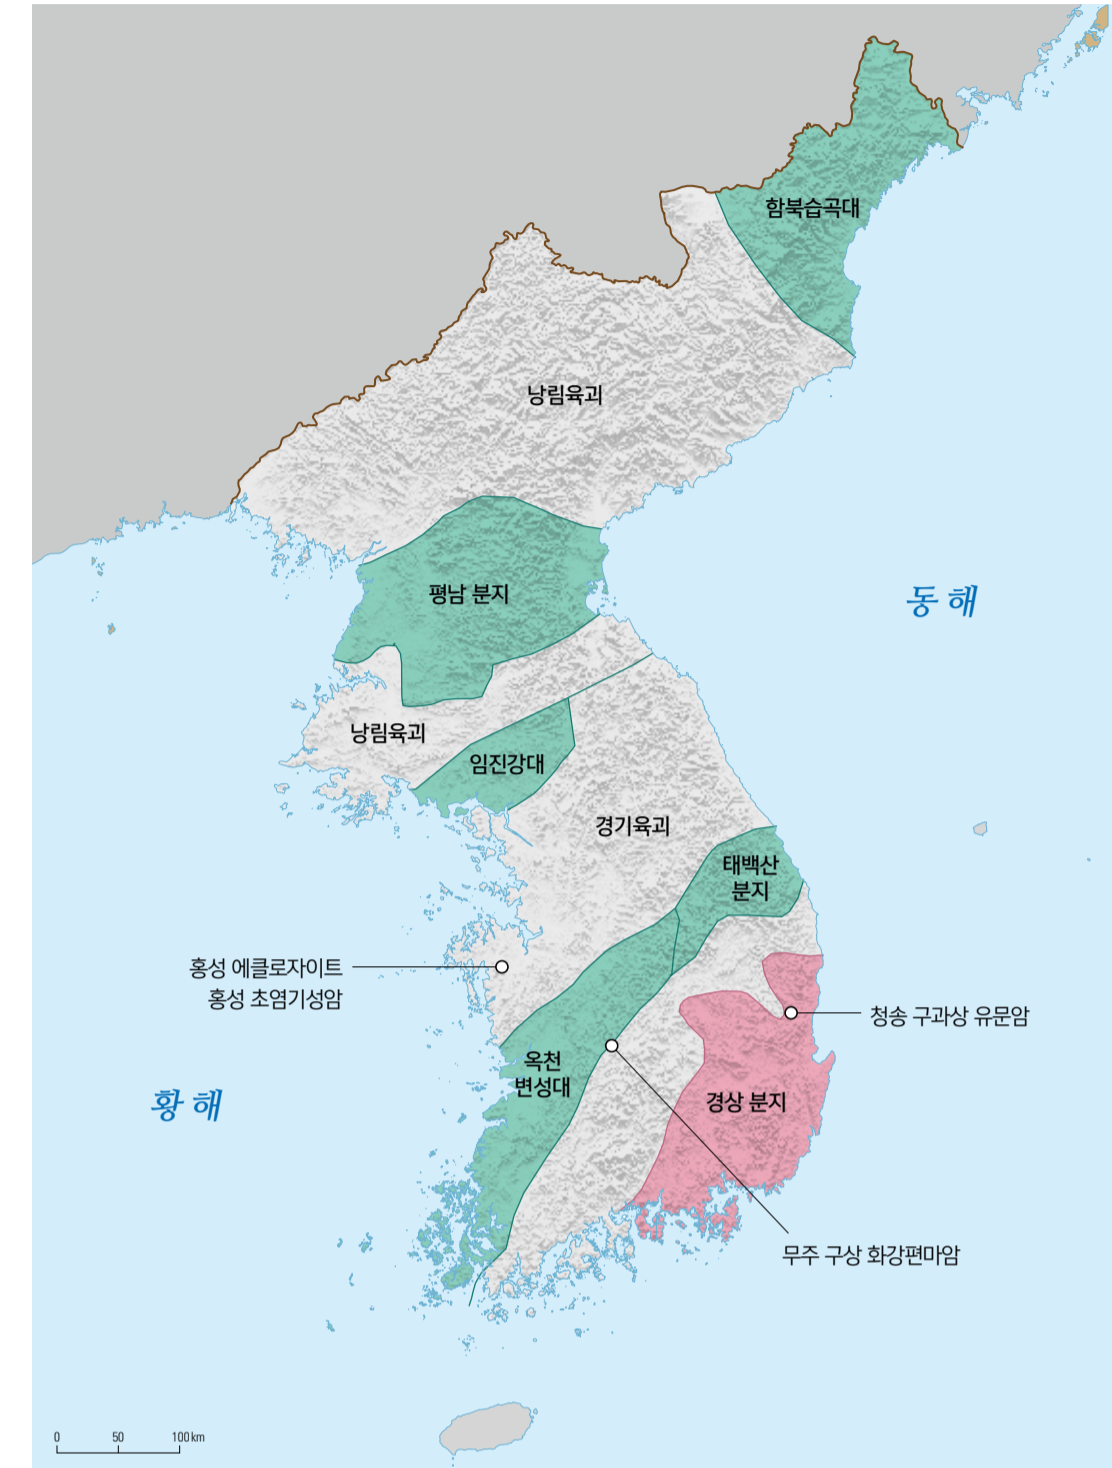 함북습곡대
낭림육괴
평남 분지
동 해
낭림육괴
임진강대
경기육괴
태백산
분지
홍성 에클로자이트
홍성 초염기성암
청송 구과상 유문암
옥천
변성대
경상 분지
황 해
무주 구상 화강편마암
0 50 100 km